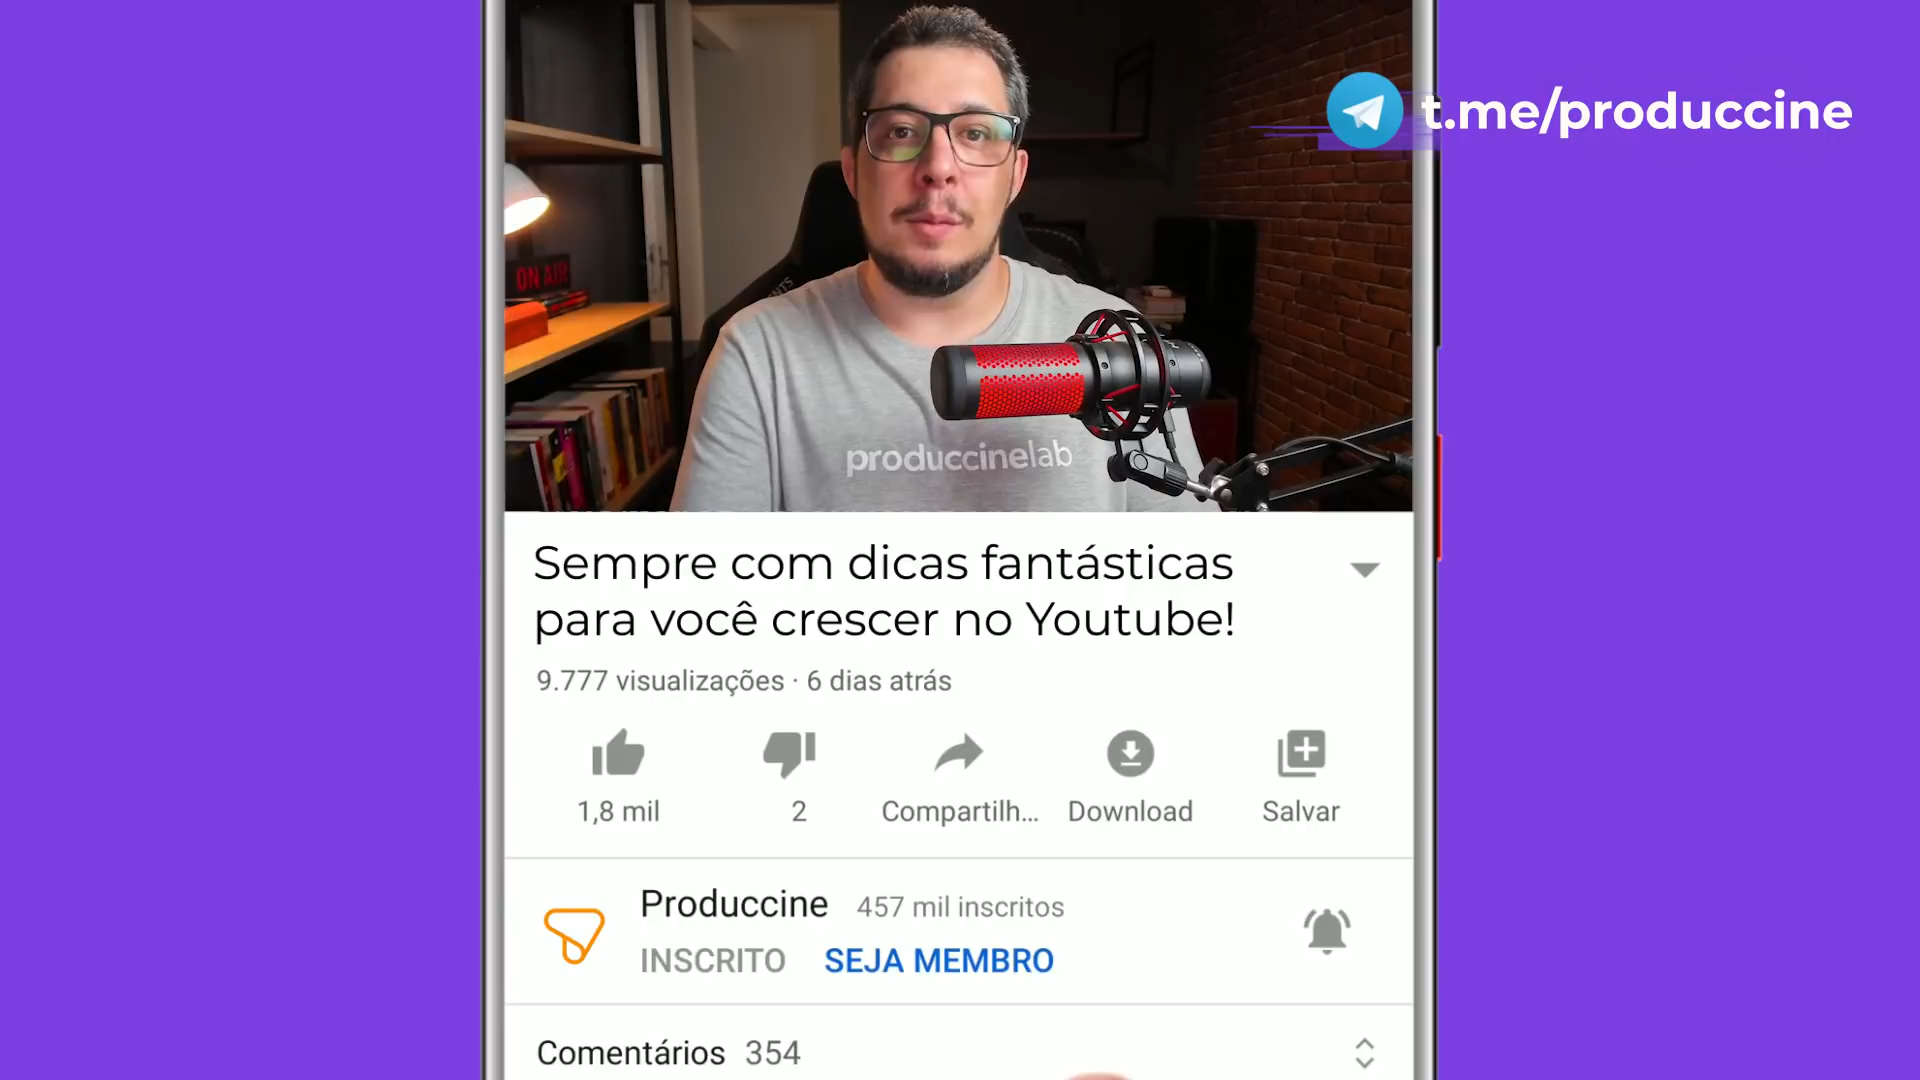 t.me/produccine
ON AIR
produccinelab
Sempre com dicas fantásticas
para você crescer no Youtube!
9.777 visualizações · 6 dias atrás
1,8 mil
2
Compartilh...
Download
Salvar
Produccine 457 mil inscritos
INSCRITO SEJA MEMBRO
Comentários 354